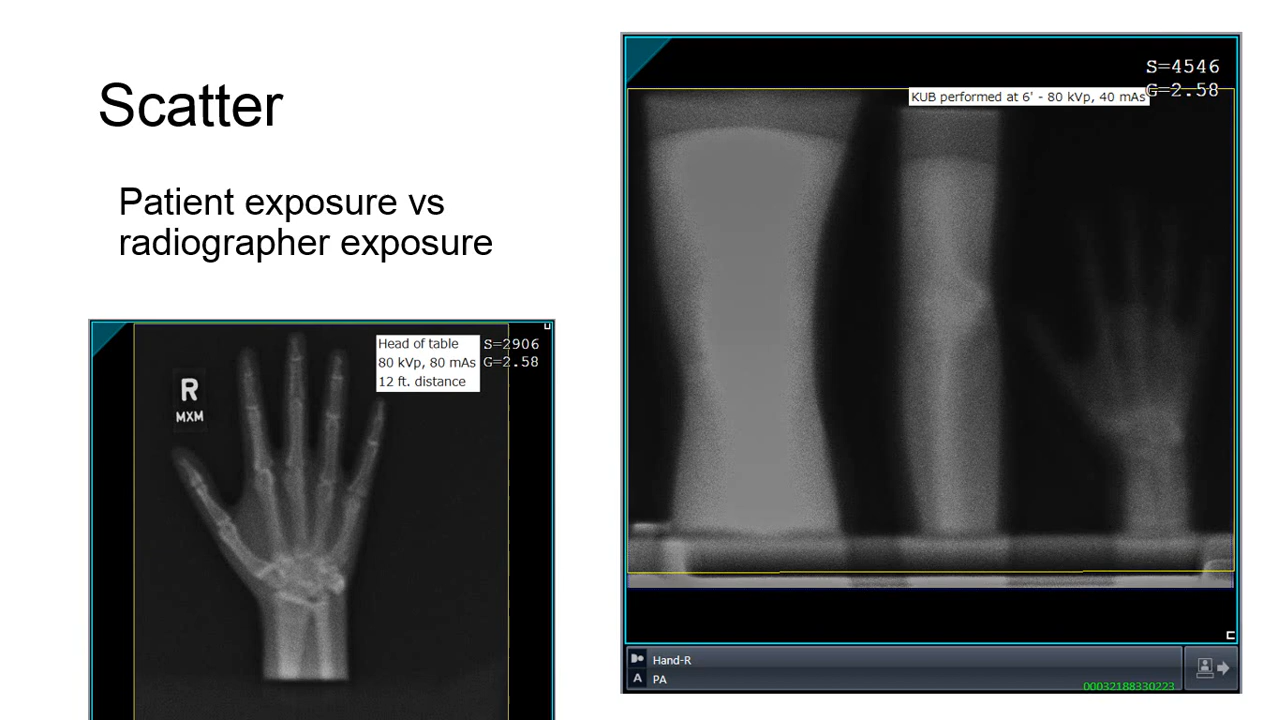 Scatter
Patient exposure vs
radiographer exposure
Head of table
80 kVp, 80 mAs
12 ft. distance
S=2906
G=2.58
R
MXM
S=4546
G=2.58
KUB performed at 6' - 80 kVp, 40 mAs
Hand-R
A
PA
00032188330223